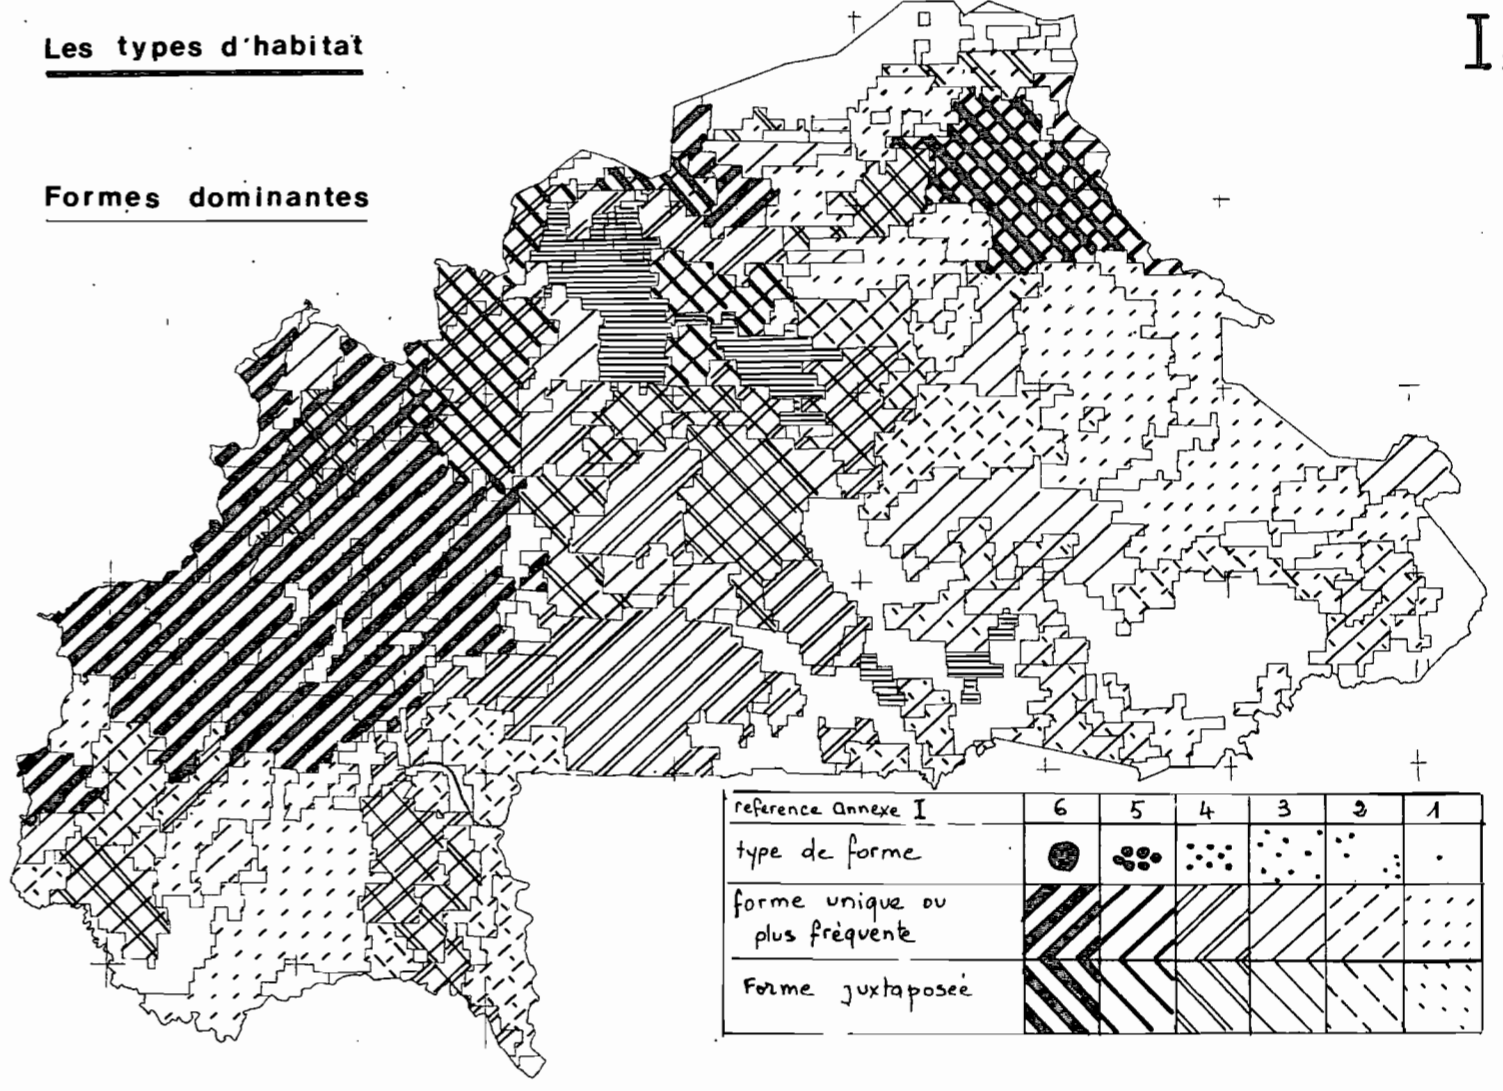 Les types d'habitat
I
Formes dominantes
reference annexe I 6 5 4 3 2 1
type de forme
forme unique ou
plus fréquente
Forme juxtaposée